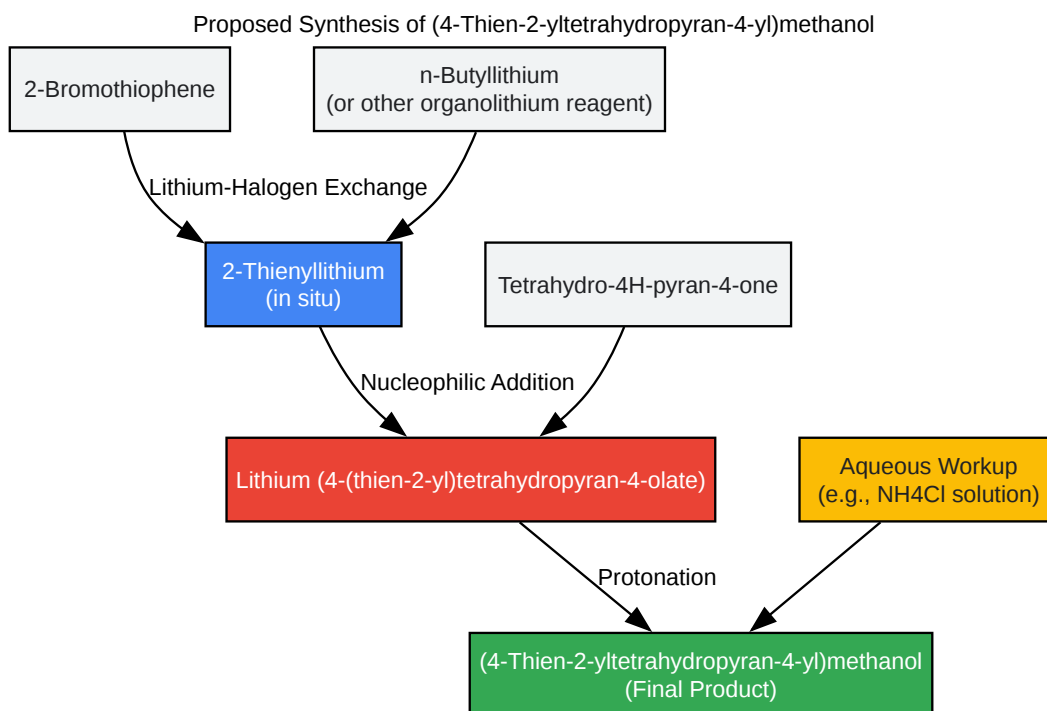 Proposed Synthesis of (4-Thien-2-yltetrahydropyran-4-yl)methanol
2-Bromothiophene
n-Butyllithium
(or other organolithium reagent)
Lithium-Halogen Exchange
2-Thienyllithium
(in situ)
Tetrahydro-4H-pyran-4-one
Nucleophilic Addition
Lithium (4-(thien-2-yl)tetrahydropyran-4-olate)
Aqueous Workup
(e.g., NH4Cl solution)
Protonation
(4-Thien-2-yltetrahydropyran-4-yl)methanol
(Final Product)